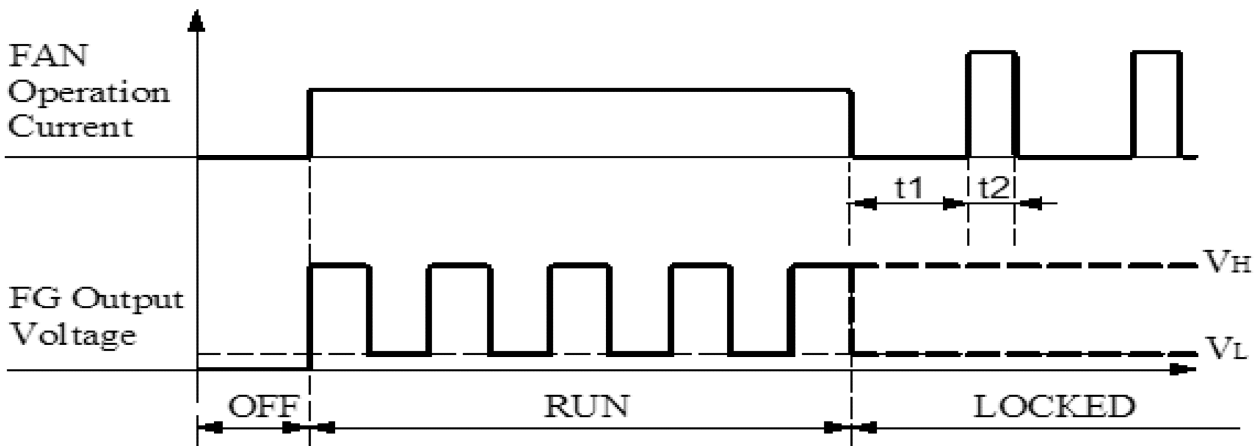 FAN
Operation
Current
t1
t2
VH
FG Output
Voltage
VL
OFF
RUN
LOCKED